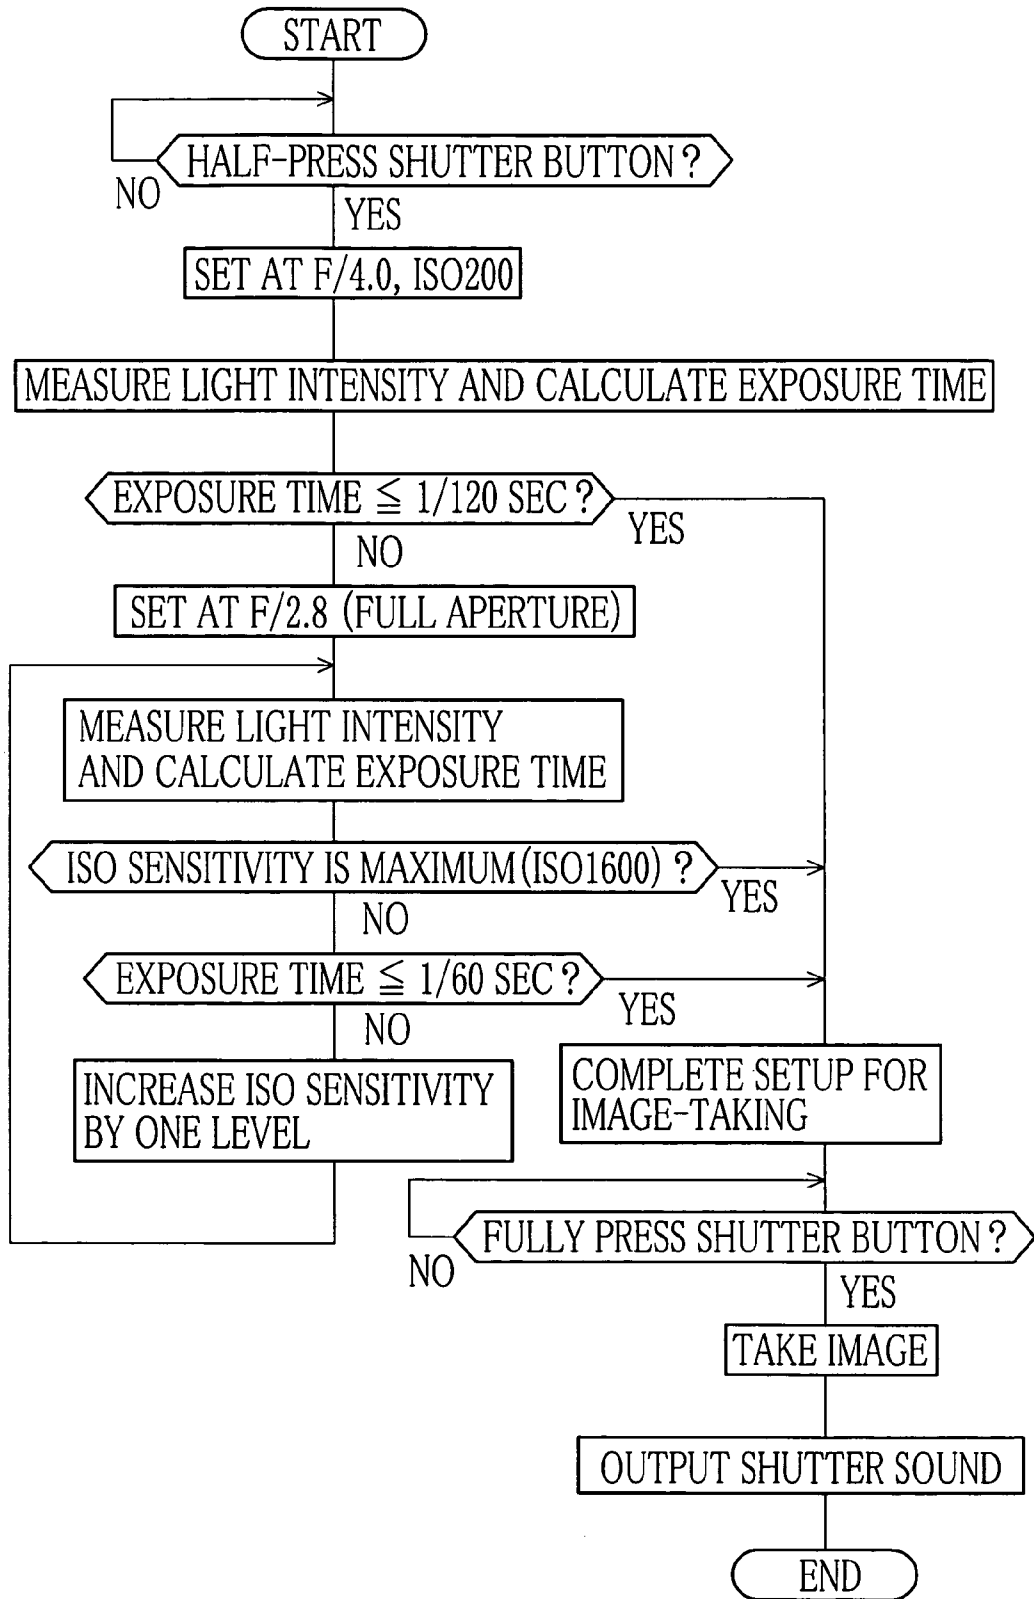 START
HALF-PRESS SHUTTER BUTTON?
NO
YES
SET AT F/4.0, ISO200
MEASURE LIGHT INTENSITY AND CALCULATE EXPOSURE TIME
EXPOSURE TIME ≦ 1/120 SEC?
YES
NO
SET AT F/2.8 (FULL APERTURE)
MEASURE LIGHT INTENSITY
AND CALCULATE EXPOSURE TIME
ISO SENSITIVITY IS MAXIMUM(ISO1600) ?
YES
NO
EXPOSURE TIME ≦ 1/60 SEC?
YES
NO
INCREASE ISO SENSITIVITY
BY ONE LEVEL
COMPLETE SETUP FOR
IMAGE-TAKING
FULLY PRESS SHUTTER BUTTON?
NO
YES
TAKE IMAGE
OUTPUT SHUTTER SOUND
END